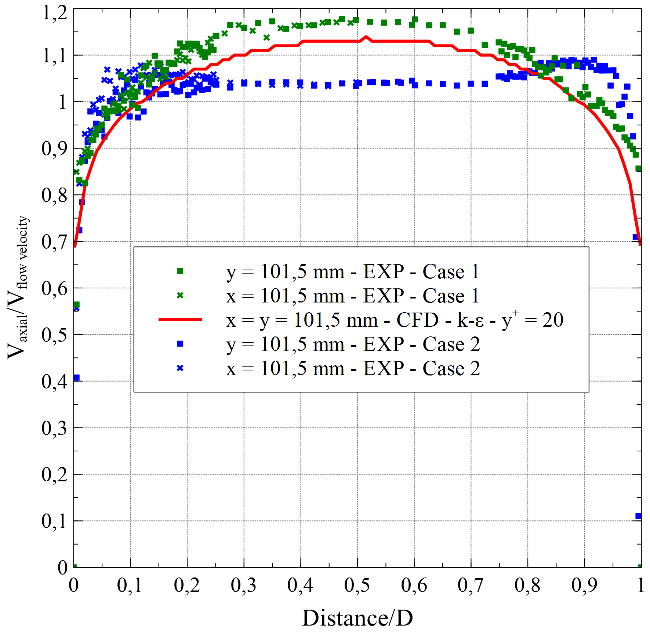 1,2
1,1
1
0,9
0,8
0,7
0,6
0,5
0,4
0,3
0,2
0,1
0
V axial/V flow velocity
y = 101,5 mm - EXP - Case 1
x = 101,5 mm - EXP - Case 1
x = y = 101,5 mm - CFD - k-ε - y+ = 20
y = 101,5 mm - EXP - Case 2
x = 101,5 mm - EXP - Case 2
0 0,1 0,2 0,3 0,4 0,5 0,6 0,7 0,8 0,9 1
Distance/D